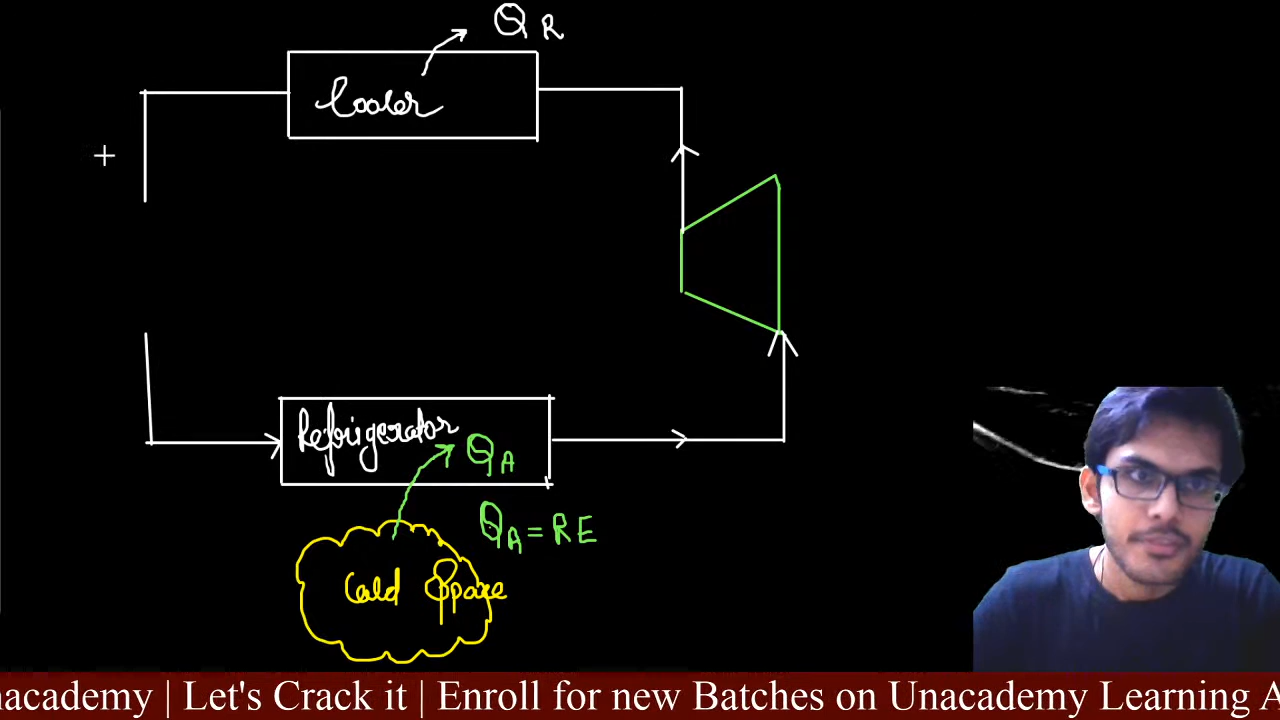 QR
Cooler
+
Refrigerator
QA
QA = RE
Cold Space
nacademy | Let's Crack it | Enroll for new Batches on Unacademy Learning A